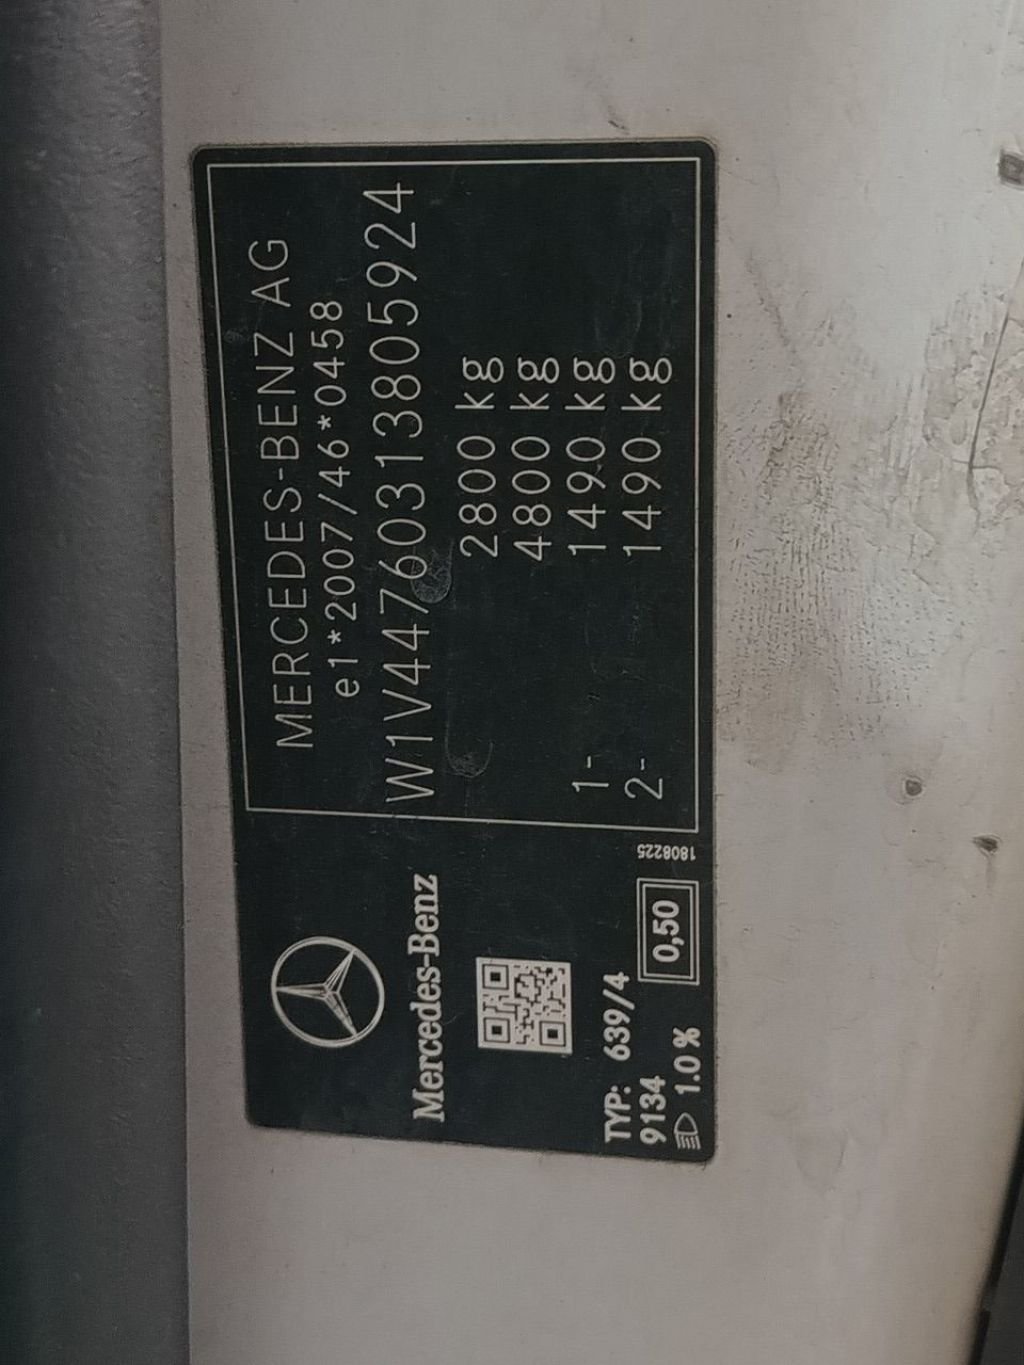 MERCEDES-BENZ AG
e1*2007/46*0458
W1V44760313805924
2800 kg
4800 kg
1- 1490 kg
2- 1490 kg
Mercedes-Benz
TYP: 639/4
9134
1.0 %
0,50
1808225